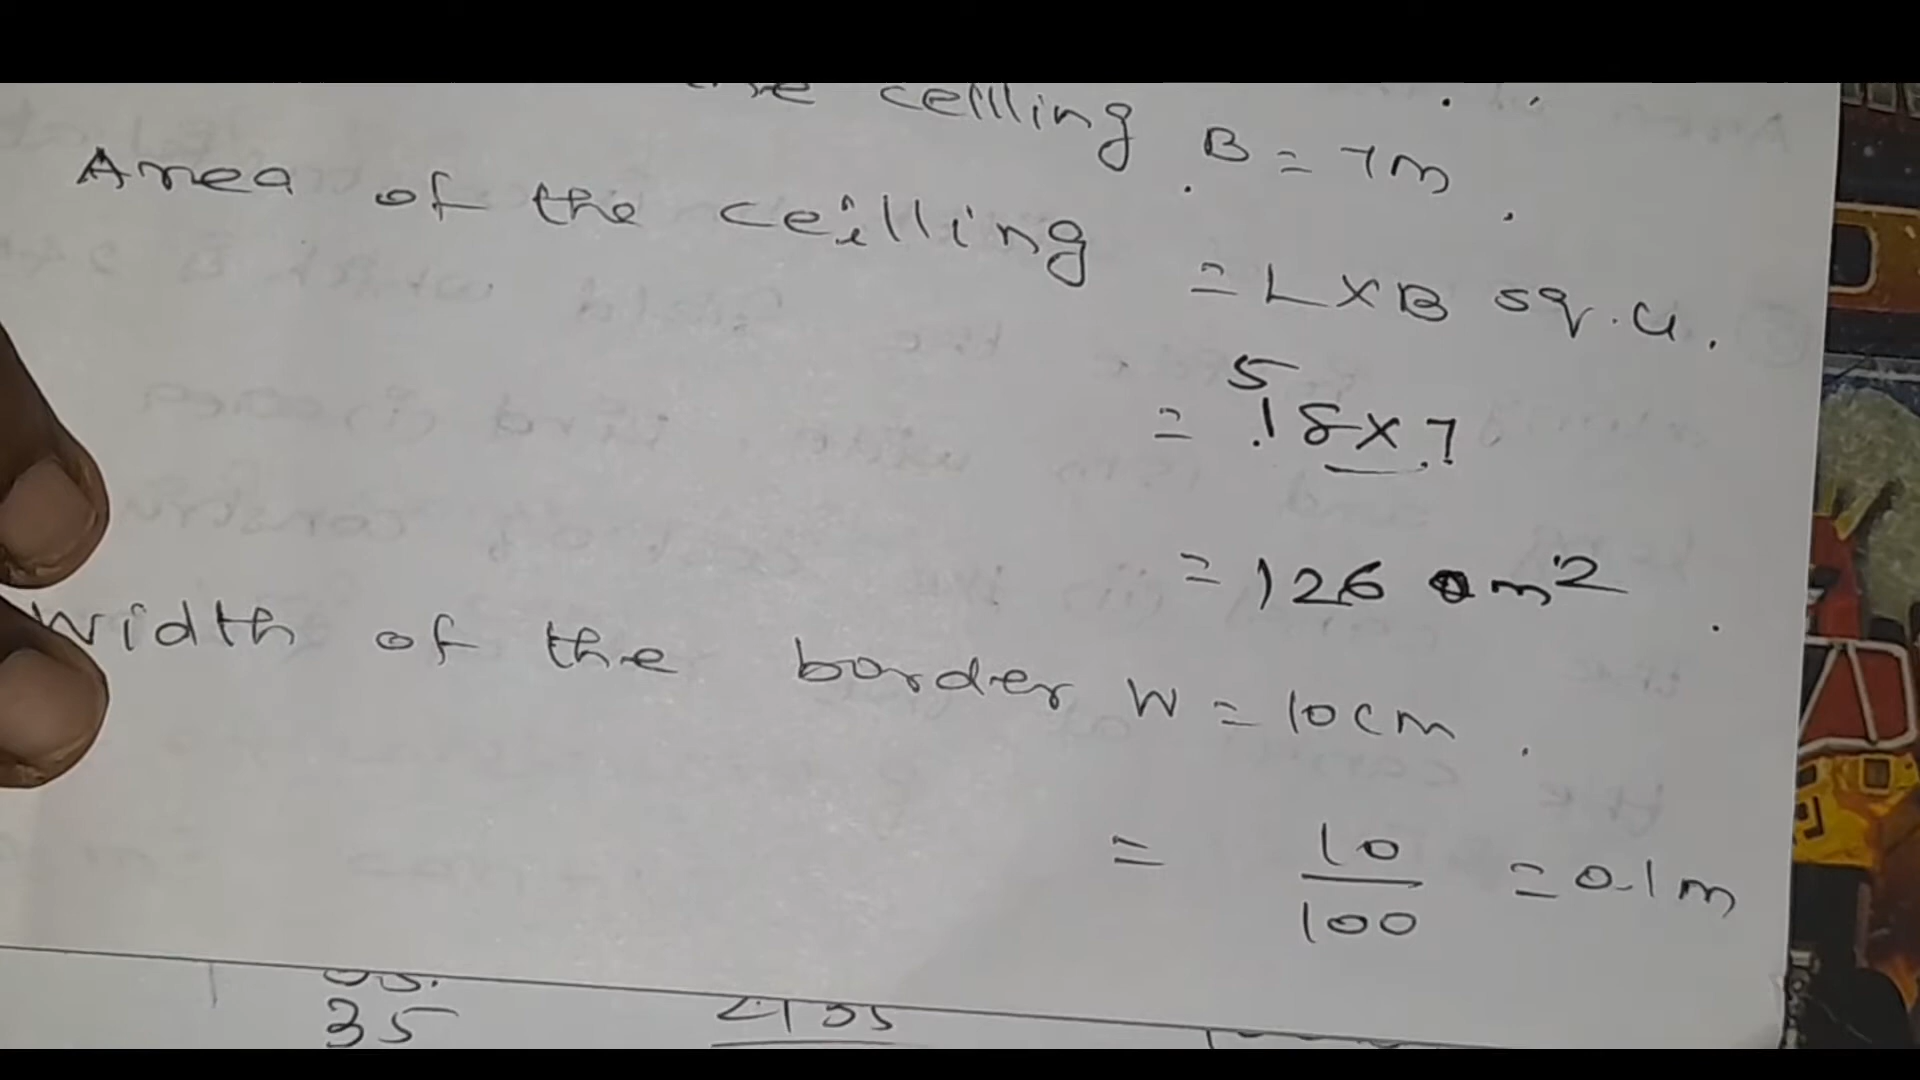 the ceilling B = 7m.
Area of the ceilling = L×B sq.u.
5
= 18×7
= 126 m²
Width of the border W = 10cm.
= 10/100 = 0.1m
35